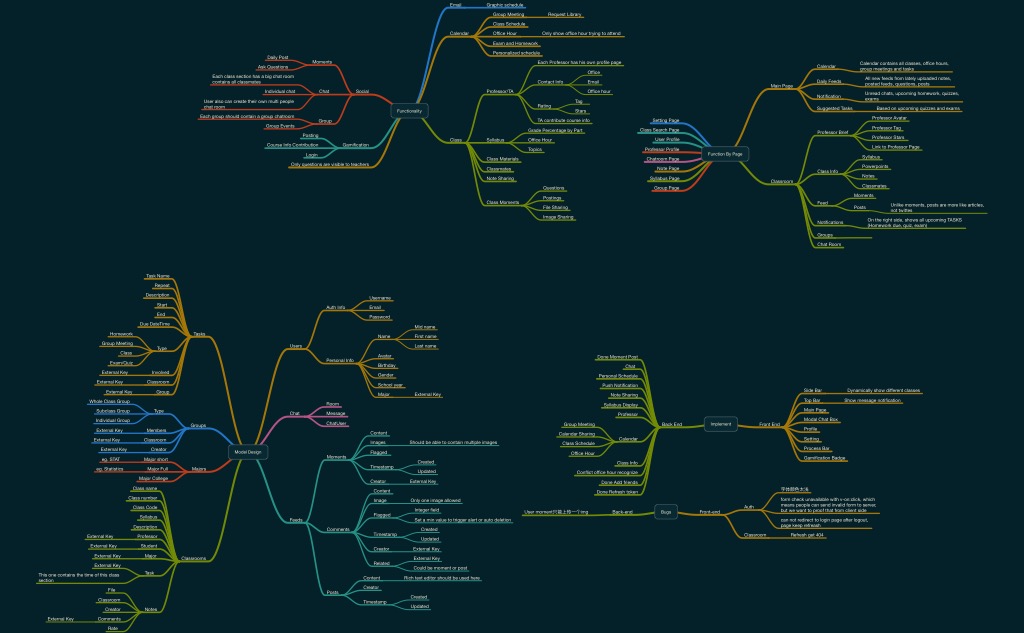 Email
Graphic schedule
Calendar
Group Meeting
Request Library
Class Schedule
Office Hour
Only show office hour trying to attend
Exam and Homework
Personalized schedule
Functionality
Social
Moments
Daily Post
Ask Questions
Chat
Each class section has a big chat room
contains all classmates
Individual chat
User also can create their own multi people
chat room
Group
Each group should contain a group chatroom
Group Events
Gamification
Posting
Course Info Contribution
Login
Only questions are visible to teachers
Class
Professor/TA
Each Professor has his own profile page
Contact Info
Office
Email
Office hour
Rating
Tag
Stars
TA contribute course info
Syllabus
Grade Percentage by Part
Office Hour
Topics
Class Materials
Classmates
Note Sharing
Class Moments
Questions
Postings
File Sharing
Image Sharing
Function By Page
Setting Page
Class Search Page
User Profile
Professor Profile
Chatroom Page
Note Page
Syllabus Page
Group Page
Main Page
Calendar
Calendar contains all classes, office hours,
group meetings and tasks
Daily Feeds
All new feeds from lately uploaded notes,
posted feeds, questions, posts
Notification
Unread chats, upcoming homework, quizzes,
exams
Suggested Tasks
Based on upcoming quizzes and exams
Classroom
Professor Brief
Professor Avatar
Professor Tag
Professor Stars
Link to Professor Page
Class Info
Syllabus
Powerpoints
Notes
Classmates
Feed
Moments
Posts
Unlike moments, posts are more like articles,
not twittes
Notifications
On the right side, shows all upcoming TASKS
(Homework due, quiz, exam)
Groups
Chat Room
Model Design
Tasks
Task Name
Repeat
Description
Start
End
Due DateTime
Type
Homework
Group Meeting
Class
Exam/Quiz
External Key
Involved
External Key
Classroom
External Key
Group
Groups
Type
Whole Class Group
Subclass Group
Individual Group
External Key
Members
External Key
Classroom
External Key
Creator
Majors
eg. STAT
Major short
eg. Statistics
Major Full
Major College
Classrooms
Class name
Class number
Class Code
Syllabus
Description
External Key
Professor
External Key
Student
External Key
Major
External Key
Task
This one contains the time of this class
section
Notes
File
Classroom
Creator
External Key
Comments
Rate
Users
Auth Info
Username
Email
Password
Personal Info
Name
Mid name
First name
Last name
Avatar
Birthday
Gender
School year
Major
External Key
Chat
Room
Message
ChatUser
Feeds
Moments
Content
Images
Should be able to contain multiple images
Flagged
Timestamp
Created
Updated
Creator
External Key
Comments
Content
Image
Only one image allowed
Flagged
Integer field
Set a min value to trigger alert or auto deletion
Timestamp
Created
Updated
Creator
External Key
Related
External Key
Could be moment or post
Posts
Content
Rich text editor should be used here
Creator
Timestamp
Created
Updated
Implement
Back End
Done Moment Post
Chat
Personal Schedule
Push Notification
Note Sharing
Syllabus Display
Professor
Calendar
Group Meeting
Calendar Sharing
Class Schedule
Office Hour
Class Info
Conflict office hour recognize
Done Add friends
Done Refresh token
Front End
Side Bar
Dynamically show different classes
Top Bar
Show message notification
Main Page
Modal Chat Box
Profile
Setting
Process Bar
Gamification Badge
Bugs
Back-end
User moment只能上传一个img
Front-end
Auth
字体颜色太浅
form check unavailable with v-on:click, which
means people can send invalid form to server,
but we want to proof that from client side
can not redirect to login page after logout,
page keep refreash
Classroom
Refresh get 404